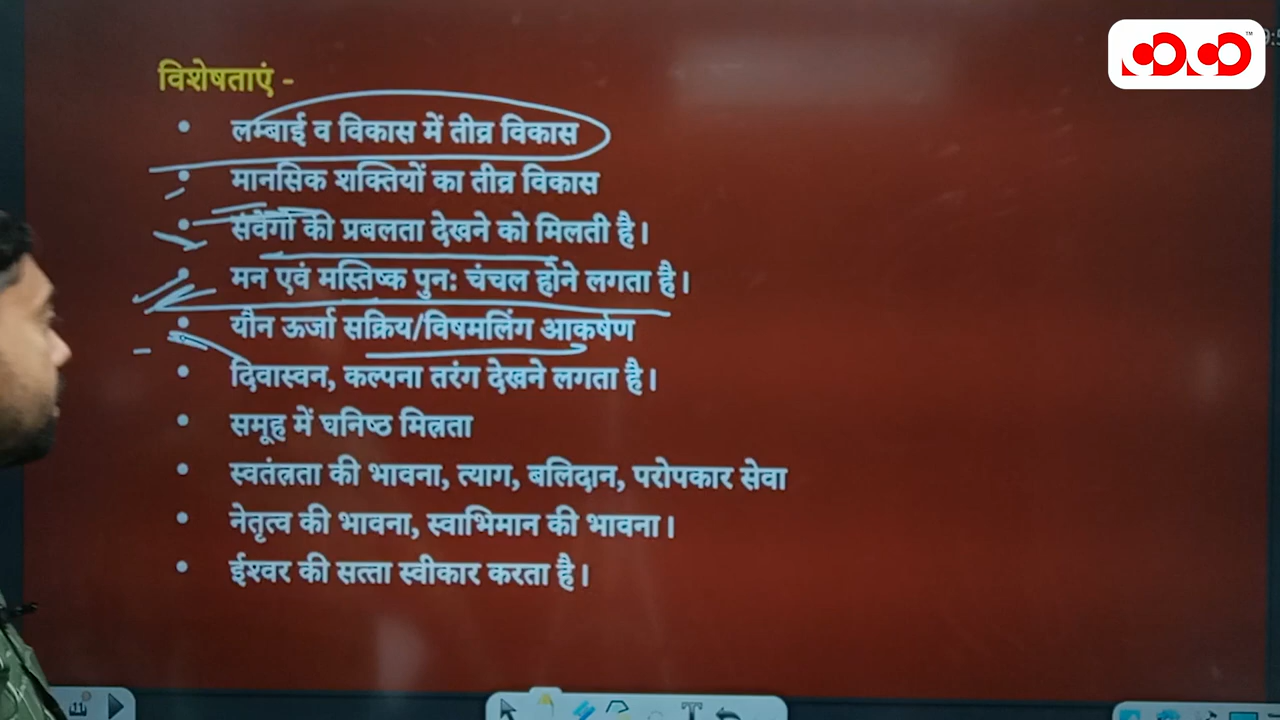 विशेषताएं -
• लम्बाई व विकास में तीव्र विकास
• मानसिक शक्तियों का तीव्र विकास
• संवेगों की प्रबलता देखने को मिलती है।
• मन एवं मस्तिष्क पुन: चंचल होने लगता है।
• यौन ऊर्जा सक्रिय/विषमलिंग आकर्षण
• दिवास्वन, कल्पना तरंग देखने लगता है।
• समूह में घनिष्ठ मित्रता
• स्वतंत्रता की भावना, त्याग, बलिदान, परोपकार सेवा
• नेतृत्व की भावना, स्वाभिमान की भावना।
• ईश्वर की सत्ता स्वीकार करता है।